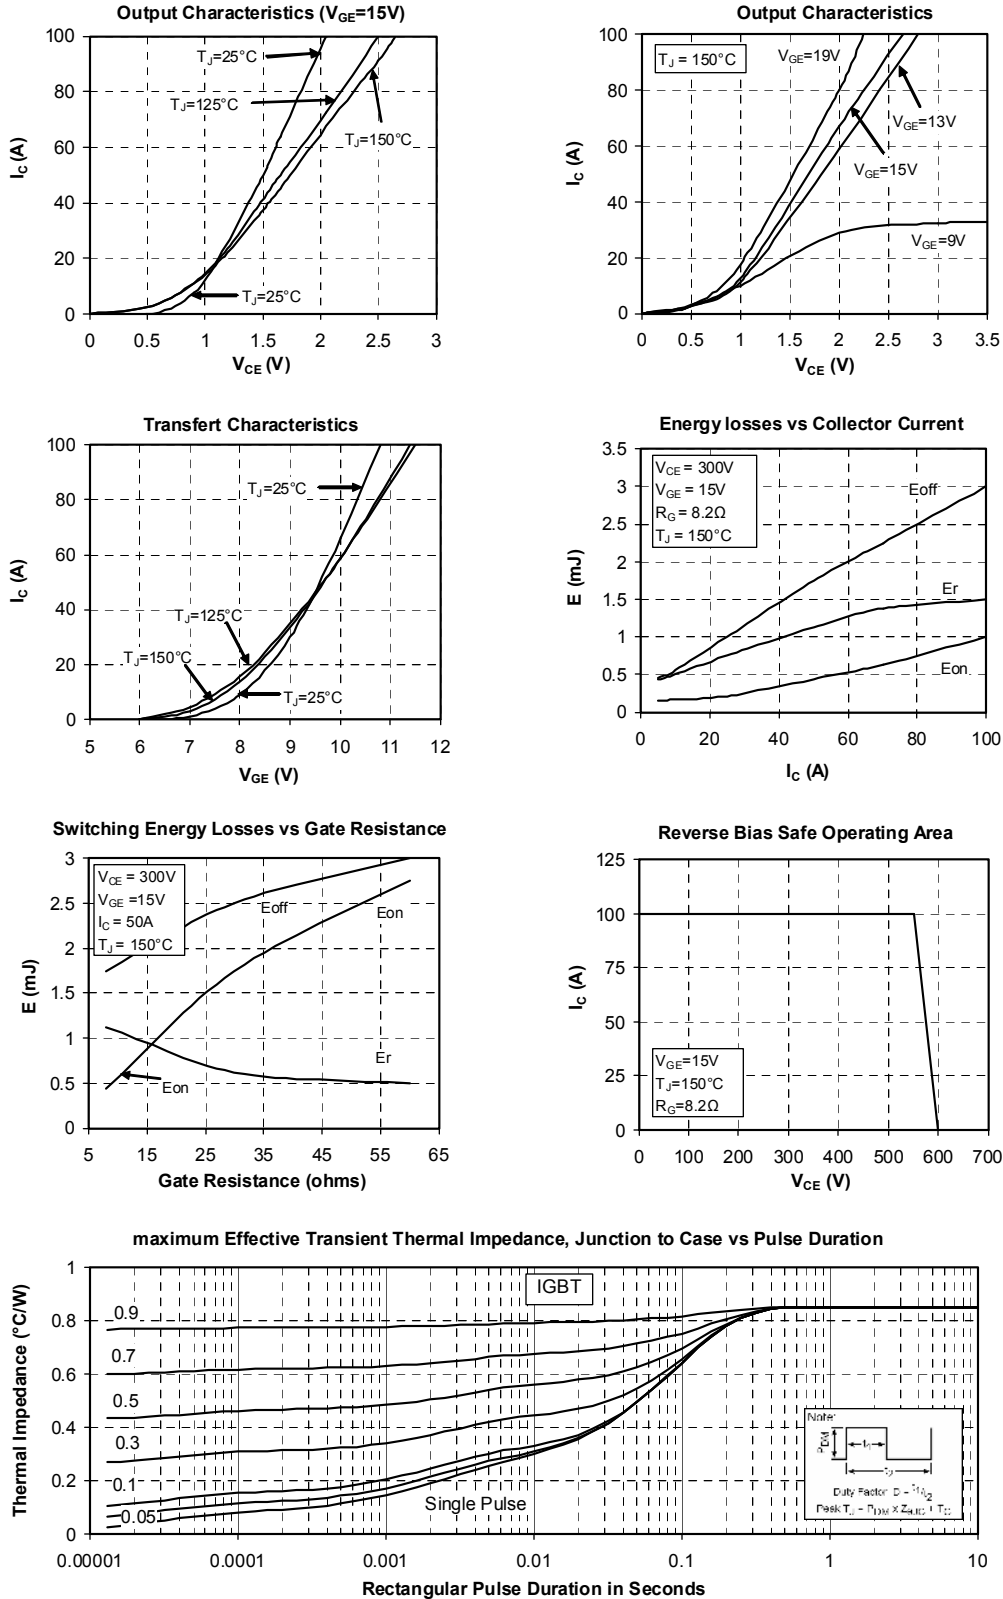 Output Characteristics (VGE=15V)
100
80
60
40
20
0
IC (A)
TJ=25°C
TJ=125°C
TJ=150°C
TJ=25°C
0 0.5 1 1.5 2 2.5 3
VCE (V)
Output Characteristics
100
80
60
40
20
0
IC (A)
TJ = 150°C
VGE=19V
VGE=13V
VGE=15V
VGE=9V
0 0.5 1 1.5 2 2.5 3 3.5
VCE (V)
Transfert Characteristics
100
80
60
40
20
0
IC (A)
TJ=25°C
TJ=125°C
TJ=150°C
TJ=25°C
5 6 7 8 9 10 11 12
VGE (V)
Energy losses vs Collector Current
3.5
3
2.5
2
1.5
1
0.5
0
E (mJ)
VCE = 300V
VGE = 15V
RG = 8.2Ω
TJ = 150°C
Eoff
Er
Eon
0 20 40 60 80 100
IC (A)
Switching Energy Losses vs Gate Resistance
3
2.5
2
1.5
1
0.5
0
E (mJ)
VCE = 300V
VGE =15V
IC = 50A
TJ = 150°C
Eoff
Eon
Er
Eon
5 15 25 35 45 55 65
Gate Resistance (ohms)
Reverse Bias Safe Operating Area
125
100
75
50
25
0
IC (A)
VGE=15V
TJ=150°C
RG=8.2Ω
0 100 200 300 400 500 600 700
VCE (V)
maximum Effective Transient Thermal Impedance, Junction to Case vs Pulse Duration
1
0.8
0.6
0.4
0.2
0
Thermal Impedance (°C/W)
IGBT
0.9
0.7
0.5
0.3
0.1
0.05
Single Pulse
Note:
PDM
t1
t2
Duty Factor D = t1/t2
Peak TJ = PDM x ZθJC + TC
0.00001 0.0001 0.001 0.01 0.1 1 10
Rectangular Pulse Duration in Seconds